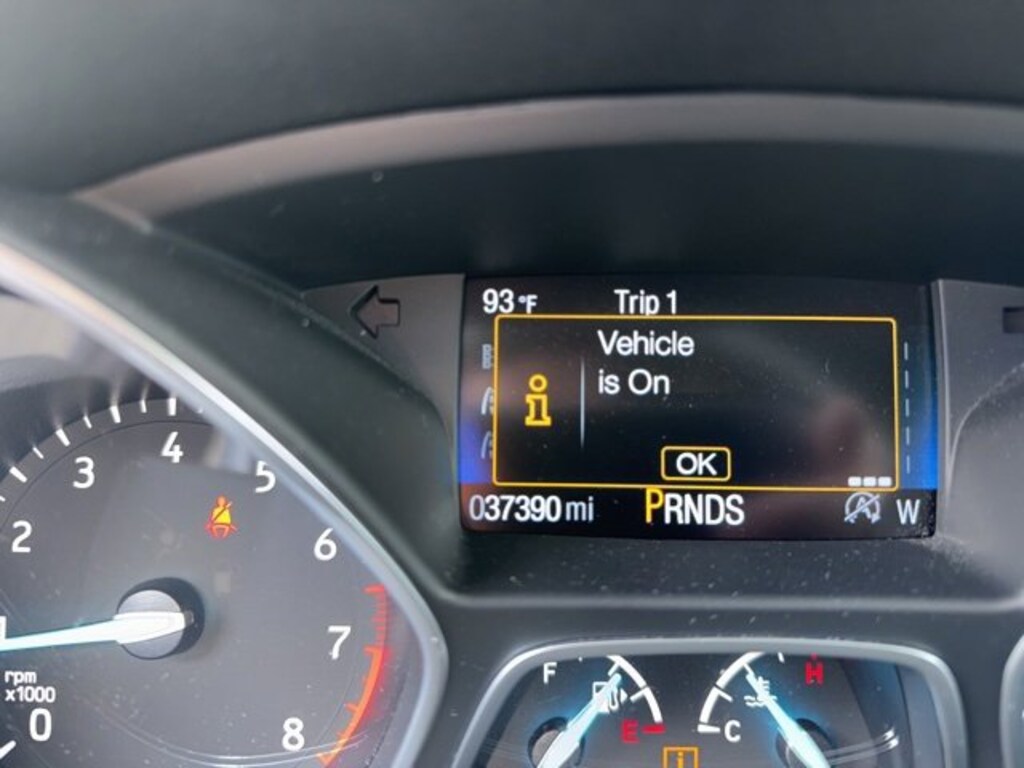 93 °F Trip 1
Vehicle
is On
OK
037390 mi PRNDS W
2 3 4 5 6 7 8
rpm
x1000
0
F E C H